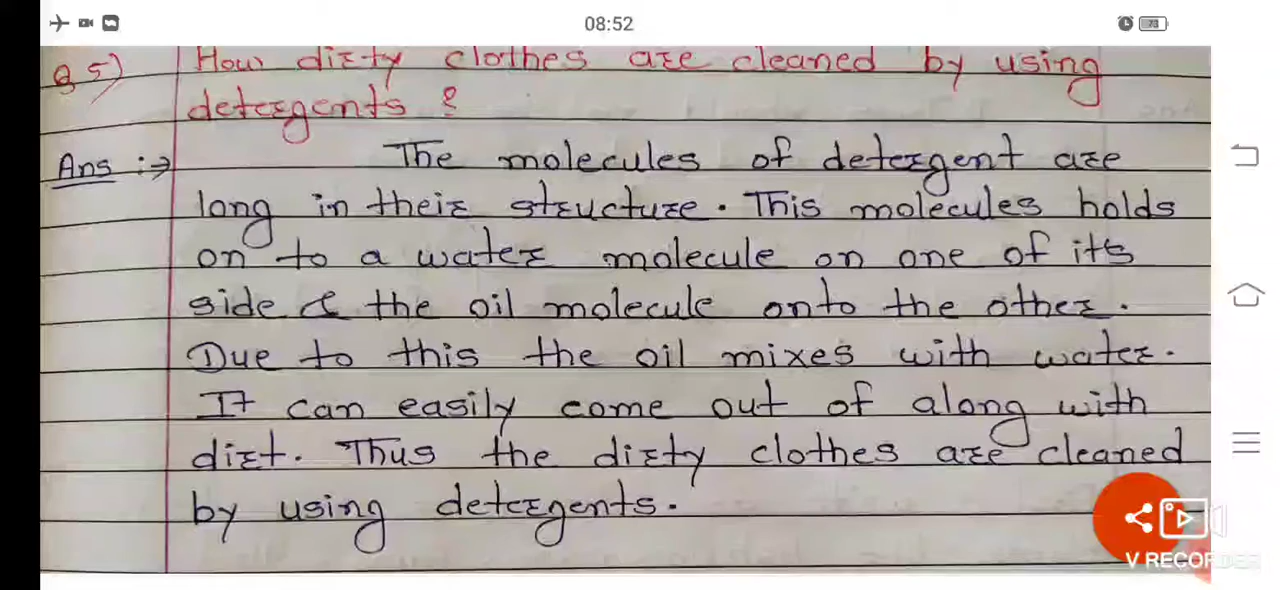 08:52
73
Q 5) How dirty clothes are cleaned by using
detergents ?
Ans :→ The molecules of detergent are
long in their structure. This molecules holds
on to a water molecule on one of its
side & the oil molecule onto the other.
Due to this the oil mixes with water.
It can easily come out of along with
dirt. Thus the dirty clothes are cleaned
by using detergents.
V RECORDER